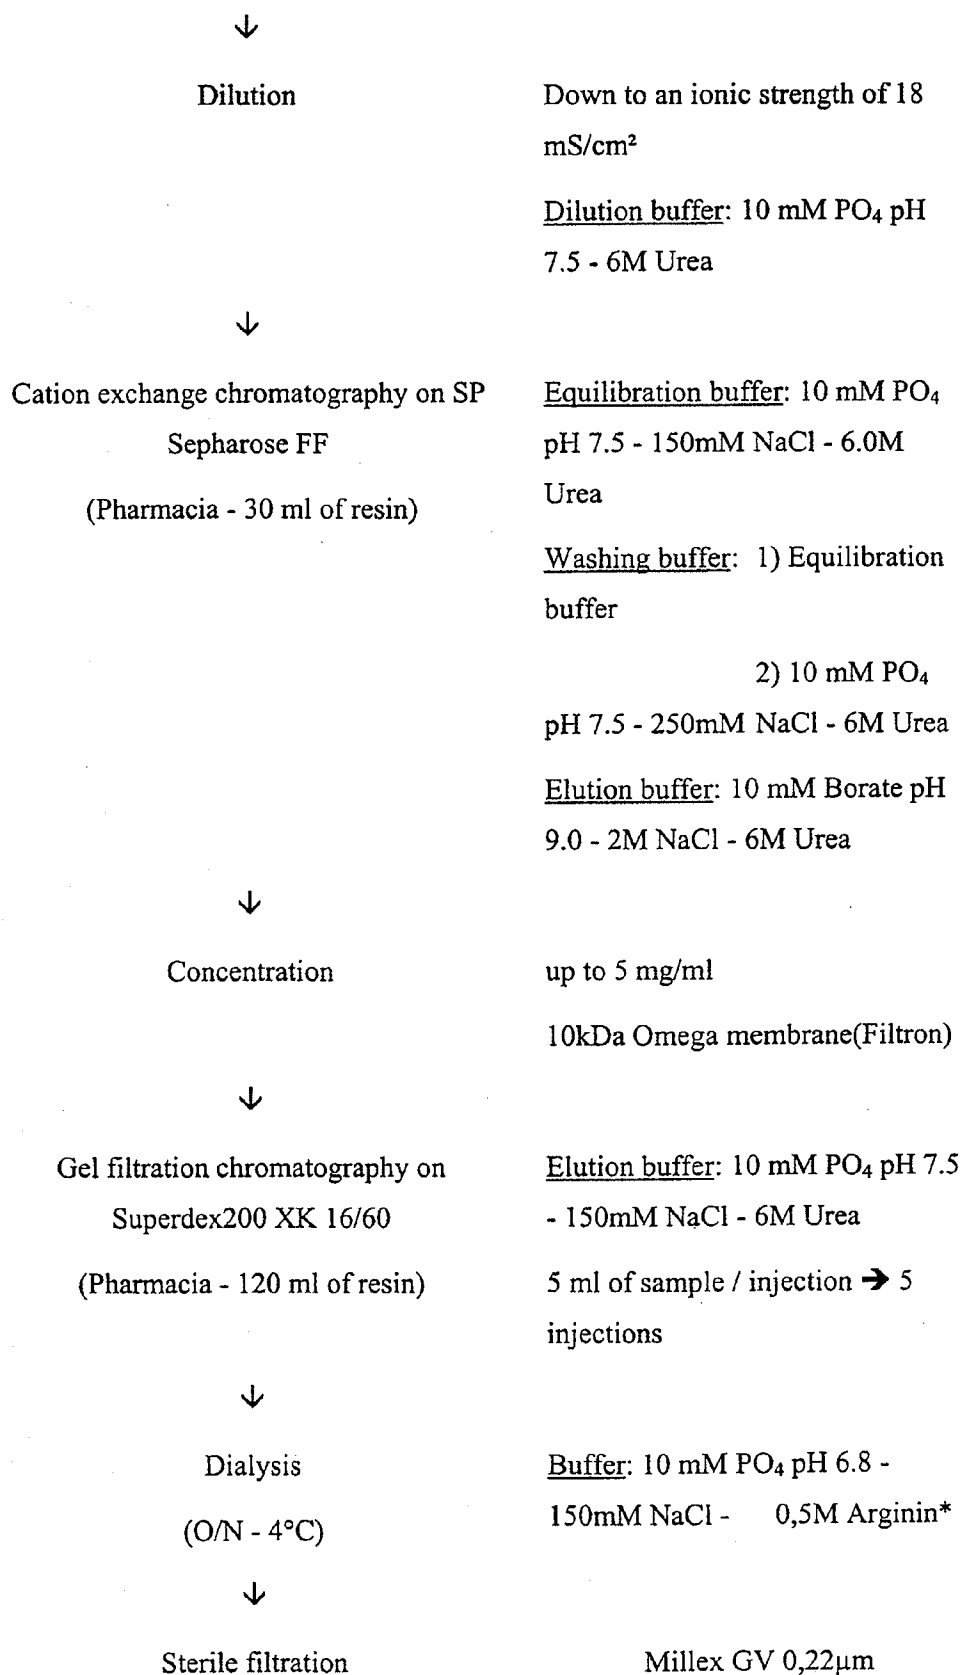 ↓
Dilution
Down to an ionic strength of 18
mS/cm²
Dilution buffer: 10 mM PO₄ pH
7.5 - 6M Urea
↓
Cation exchange chromatography on SP
Sepharose FF
(Pharmacia - 30 ml of resin)
Equilibration buffer: 10 mM PO₄
pH 7.5 - 150mM NaCl - 6.0M
Urea
Washing buffer: 1) Equilibration
buffer
2) 10 mM PO₄
pH 7.5 - 250mM NaCl - 6M Urea
Elution buffer: 10 mM Borate pH
9.0 - 2M NaCl - 6M Urea
↓
Concentration
up to 5 mg/ml
10kDa Omega membrane(Filtron)
↓
Gel filtration chromatography on
Superdex200 XK 16/60
(Pharmacia - 120 ml of resin)
Elution buffer: 10 mM PO₄ pH 7.5
- 150mM NaCl - 6M Urea
5 ml of sample / injection ➔ 5
injections
↓
Dialysis
(O/N - 4°C)
Buffer: 10 mM PO₄ pH 6.8 -
150mM NaCl - 0,5M Arginin*
↓
Sterile filtration
Millex GV 0,22µm